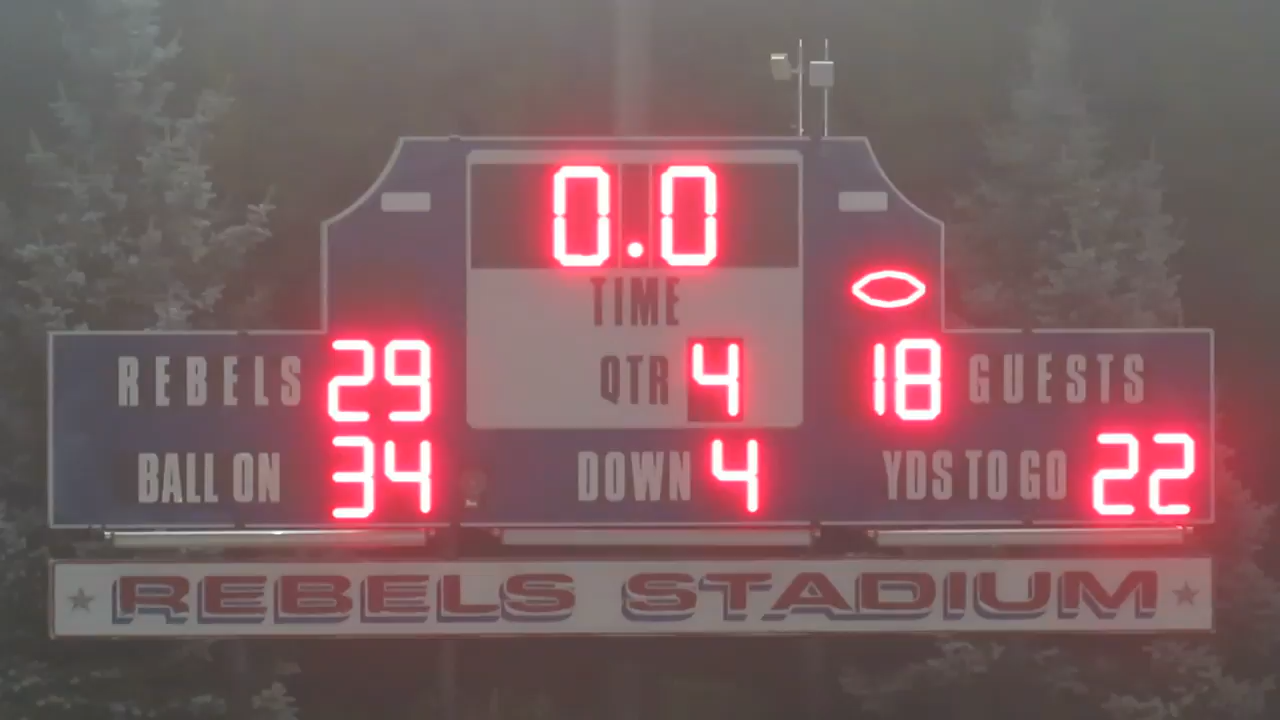 0.0
TIME
REBELS 29 QTR 4 18 GUESTS
BALL ON 34 DOWN 4 YDS TO GO 22
REBELS STADIUM